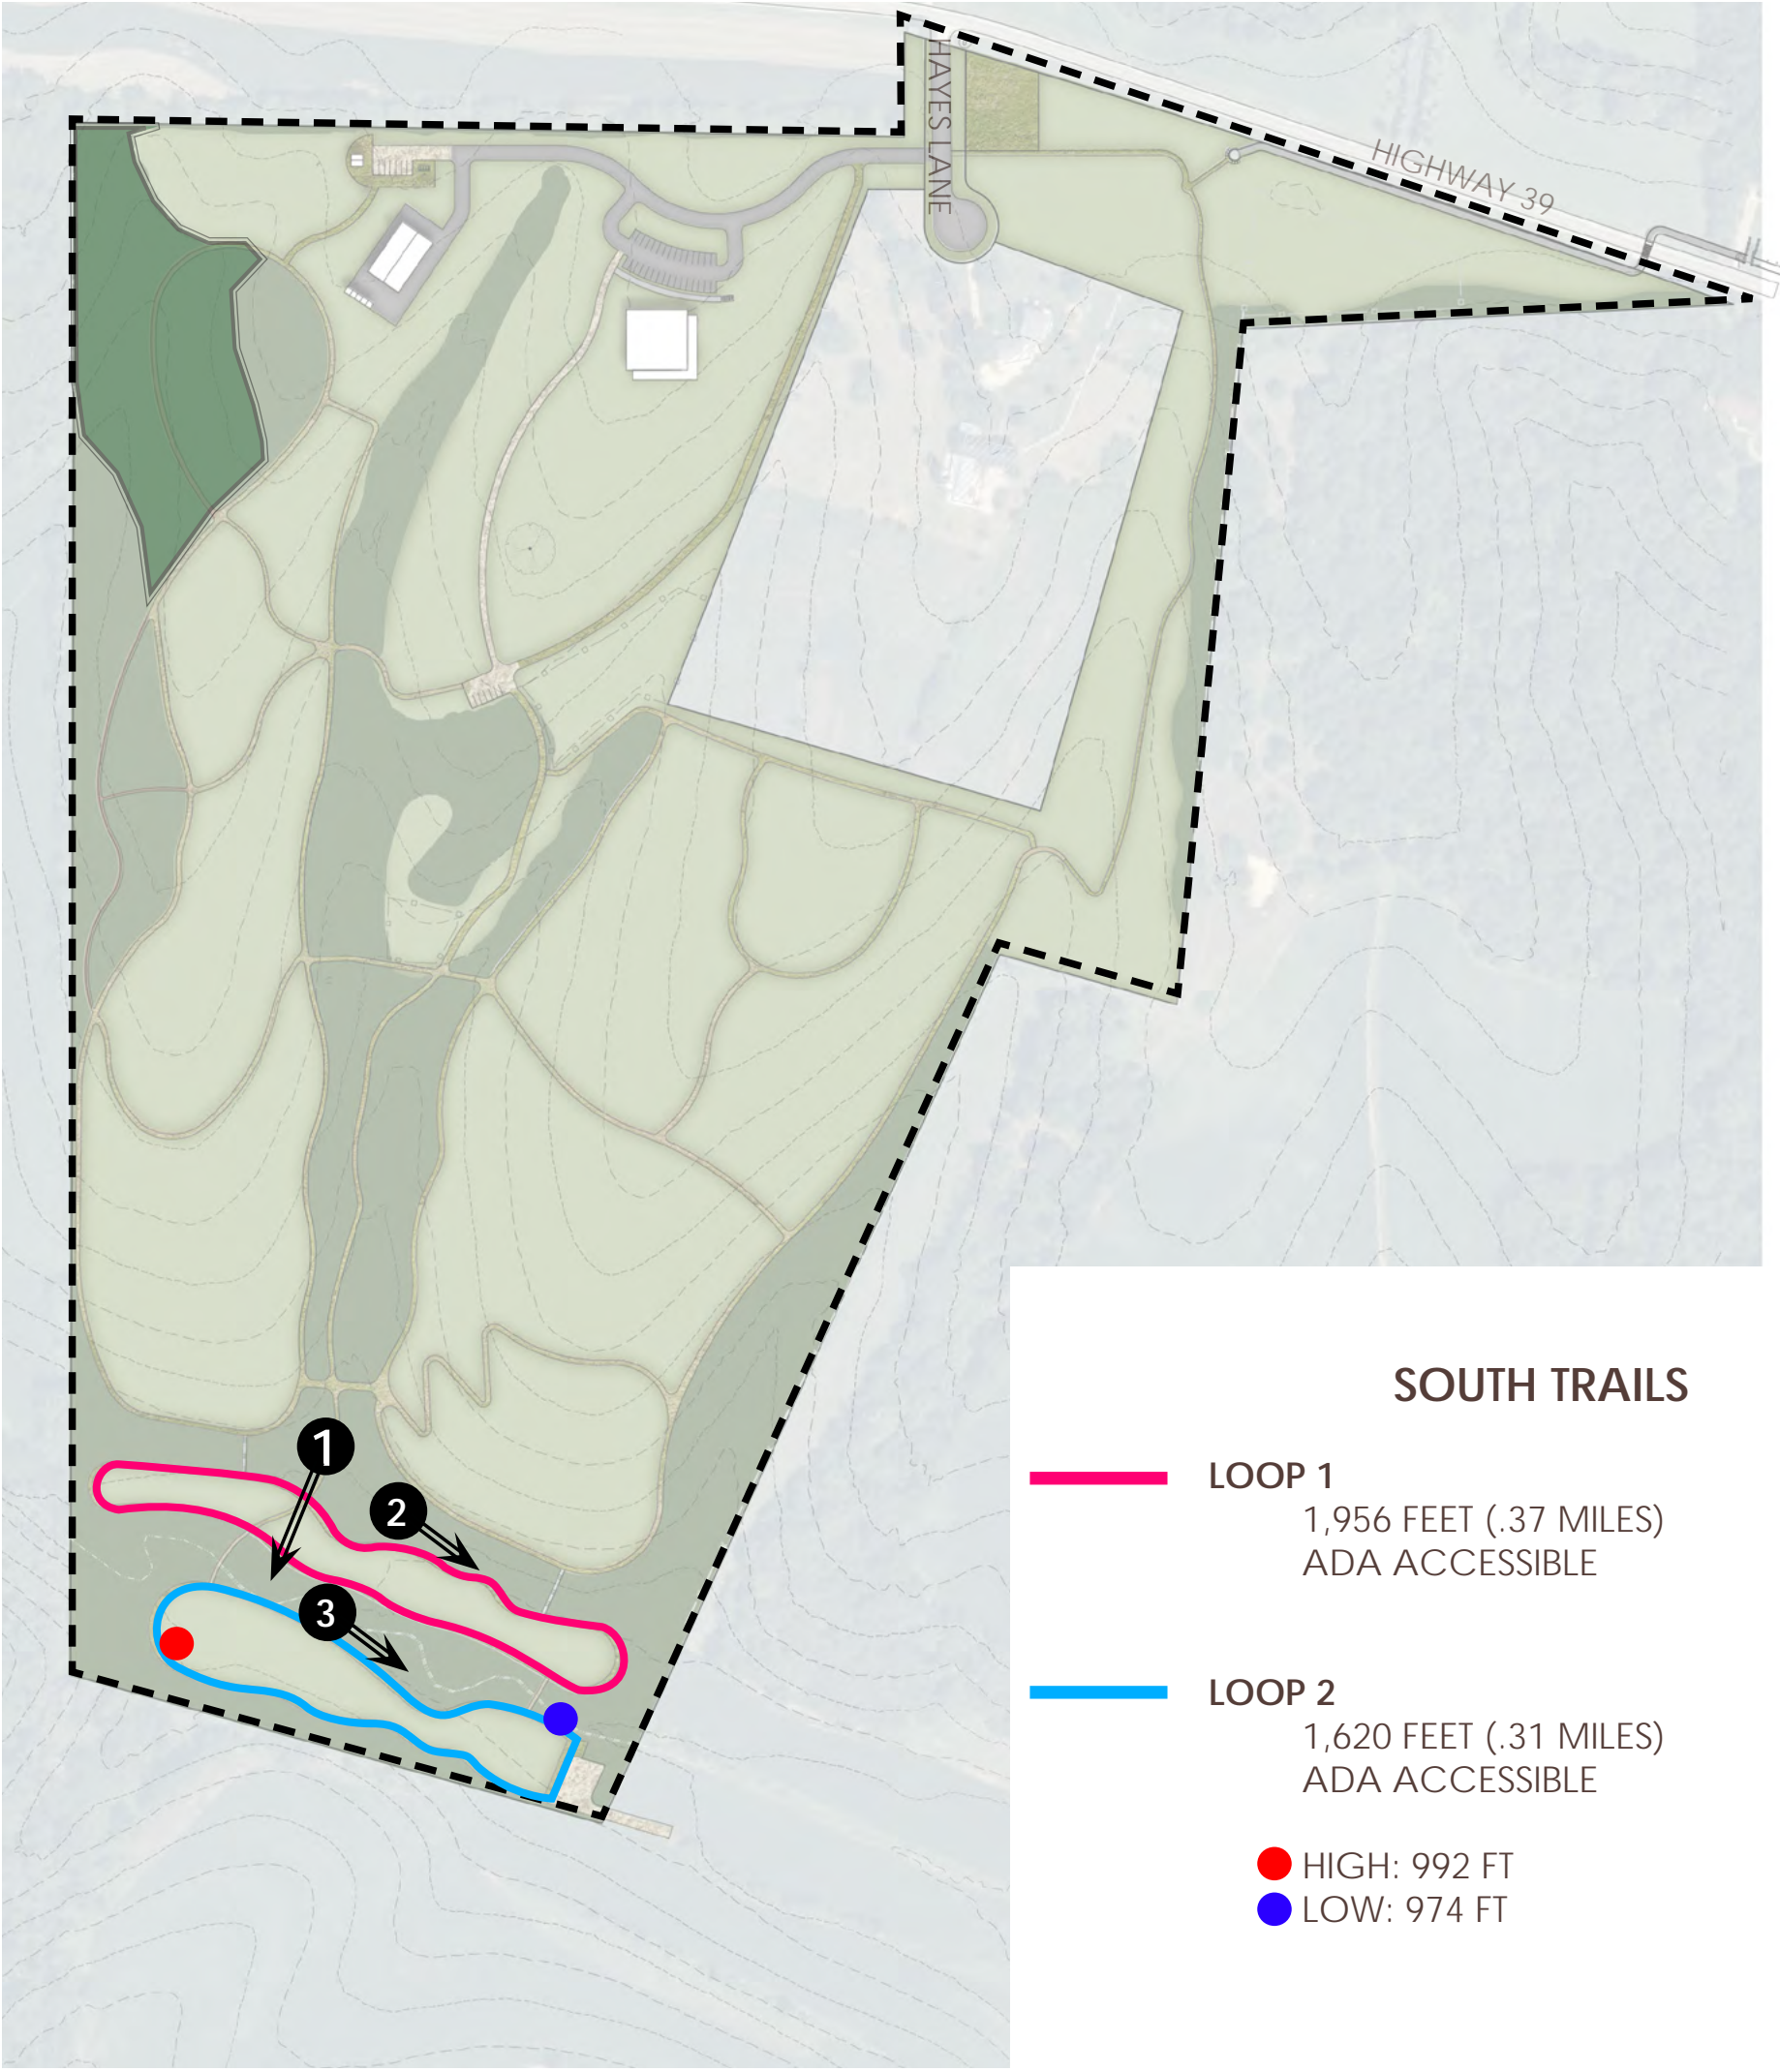 HAYES LANE
HIGHWAY 39
1
2
3
SOUTH TRAILS
LOOP 1
1,956 FEET (.37 MILES)
ADA ACCESSIBLE
LOOP 2
1,620 FEET (.31 MILES)
ADA ACCESSIBLE
HIGH: 992 FT
LOW: 974 FT